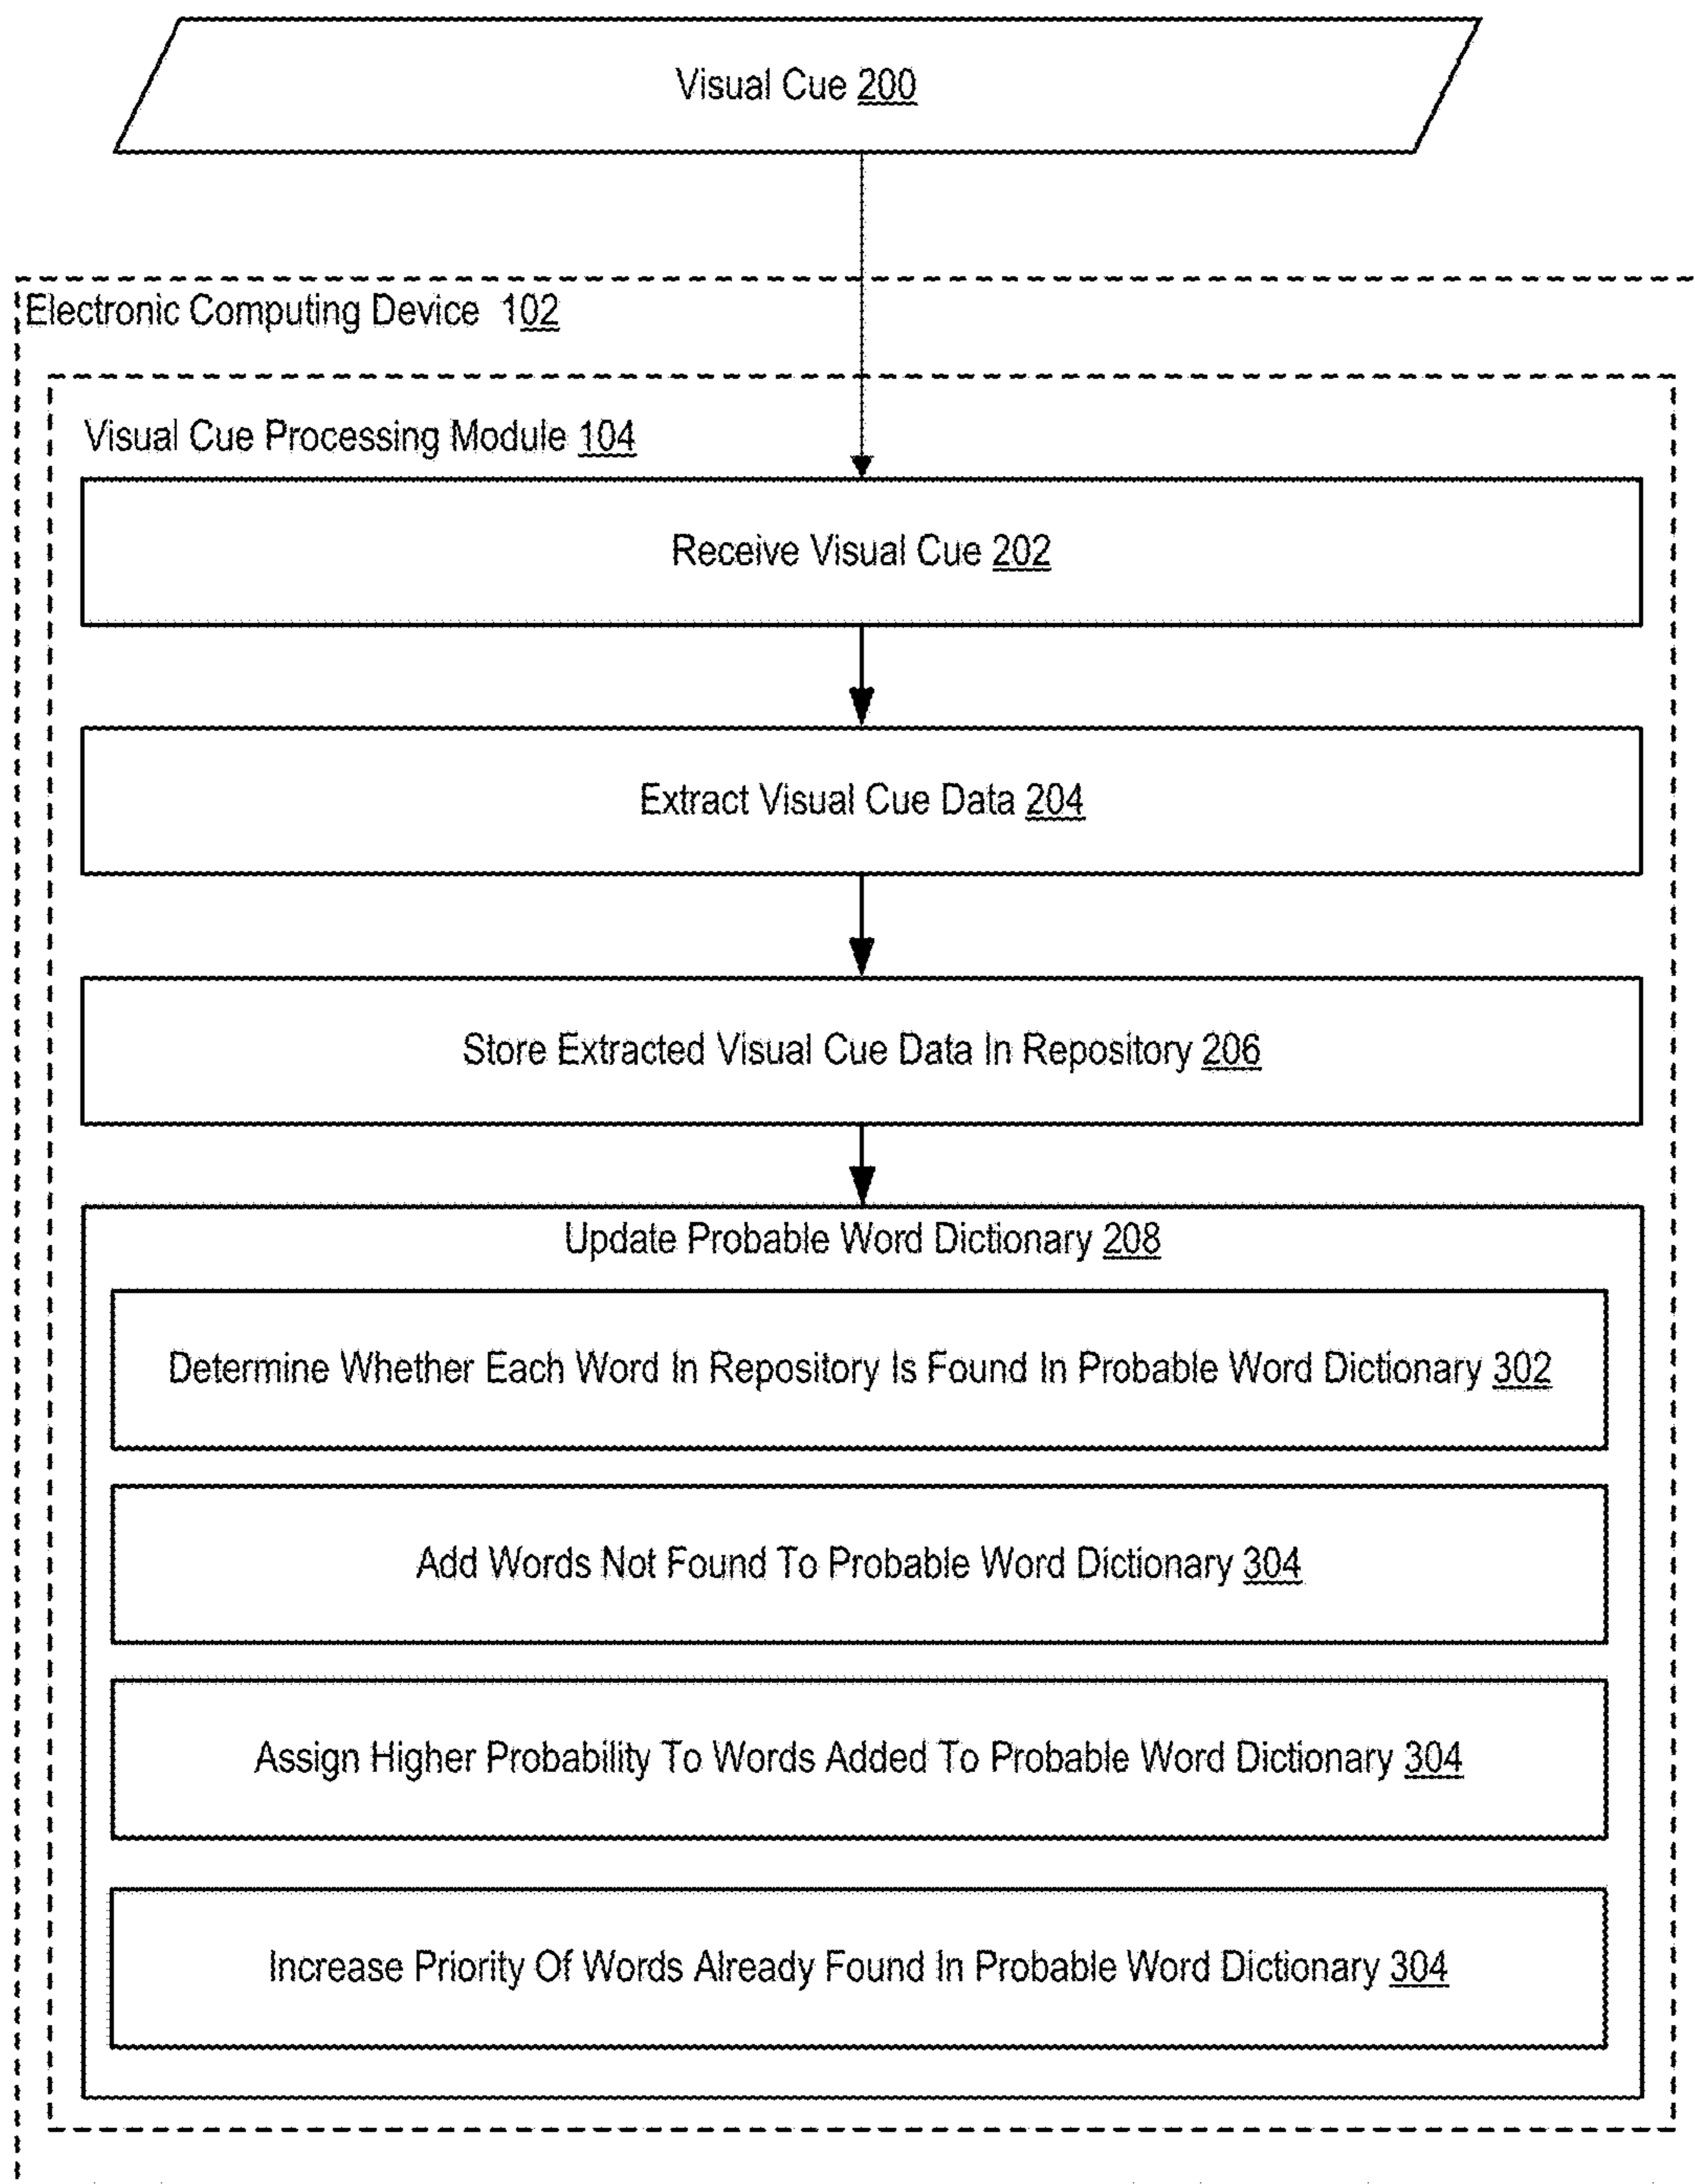 Visual Cue 200
Electronic Computing Device 102
Visual Cue Processing Module 104
Receive Visual Cue 202
Extract Visual Cue Data 204
Store Extracted Visual Cue Data In Repository 206
Update Probable Word Dictionary 208
Determine Whether Each Word In Repository Is Found In Probable Word Dictionary 302
Add Words Not Found To Probable Word Dictionary 304
Assign Higher Probability To Words Added To Probable Word Dictionary 304
Increase Priority Of Words Already Found In Probable Word Dictionary 304